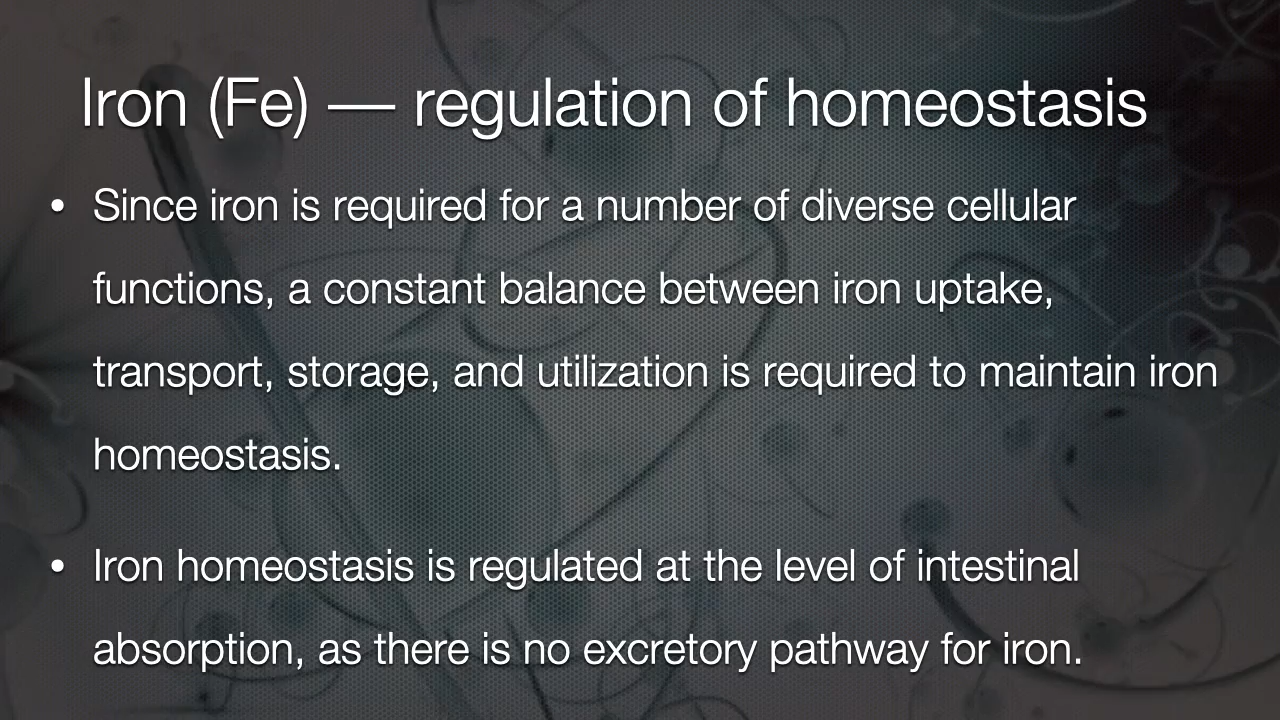 Iron (Fe) — regulation of homeostasis
• Since iron is required for a number of diverse cellular
functions, a constant balance between iron uptake,
transport, storage, and utilization is required to maintain iron
homeostasis.
• Iron homeostasis is regulated at the level of intestinal
absorption, as there is no excretory pathway for iron.